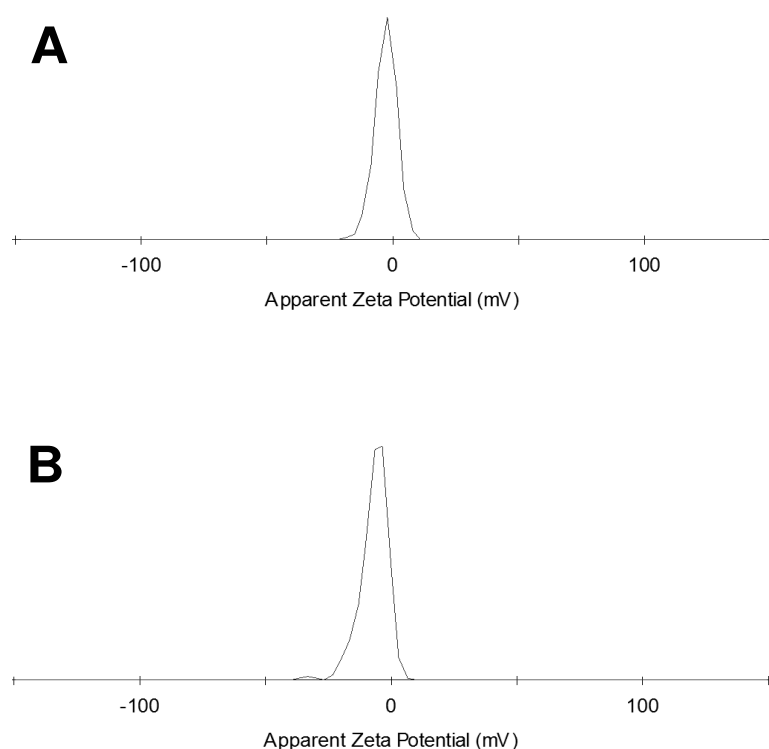 A
-100 0 100
Apparent Zeta Potential (mV)
B
-100 0 100
Apparent Zeta Potential (mV)